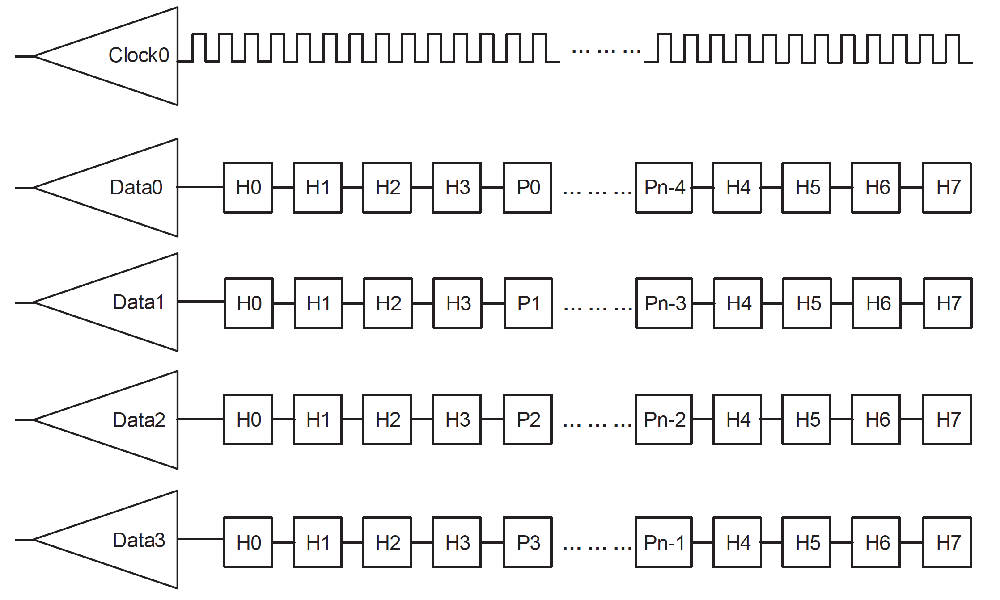 Clock0 ... ... ...
Data0 H0 H1 H2 H3 P0 ... ... ... Pn-4 H4 H5 H6 H7
Data1 H0 H1 H2 H3 P1 ... ... ... Pn-3 H4 H5 H6 H7
Data2 H0 H1 H2 H3 P2 ... ... ... Pn-2 H4 H5 H6 H7
Data3 H0 H1 H2 H3 P3 ... ... ... Pn-1 H4 H5 H6 H7